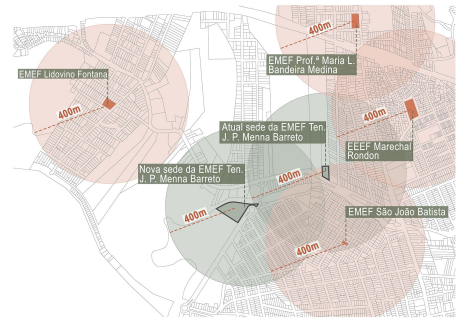 400m
EMEF Prof.ª Maria L.
Bandeira Medina
EMEF Lidovino Fontana
400m
400m
Atual sede da EMEF Ten.
J. P. Menna Barreto
EEEF Marechal
Rondon
Nova sede da EMEF Ten.
J. P. Menna Barreto
400m
400m
EMEF São João Batista
400m